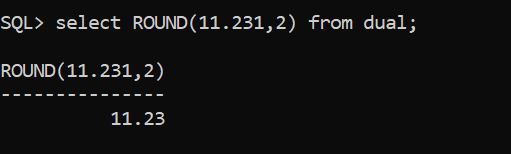 SQL> select ROUND(11.231,2) from dual;
ROUND(11.231,2)
---------------
11.23